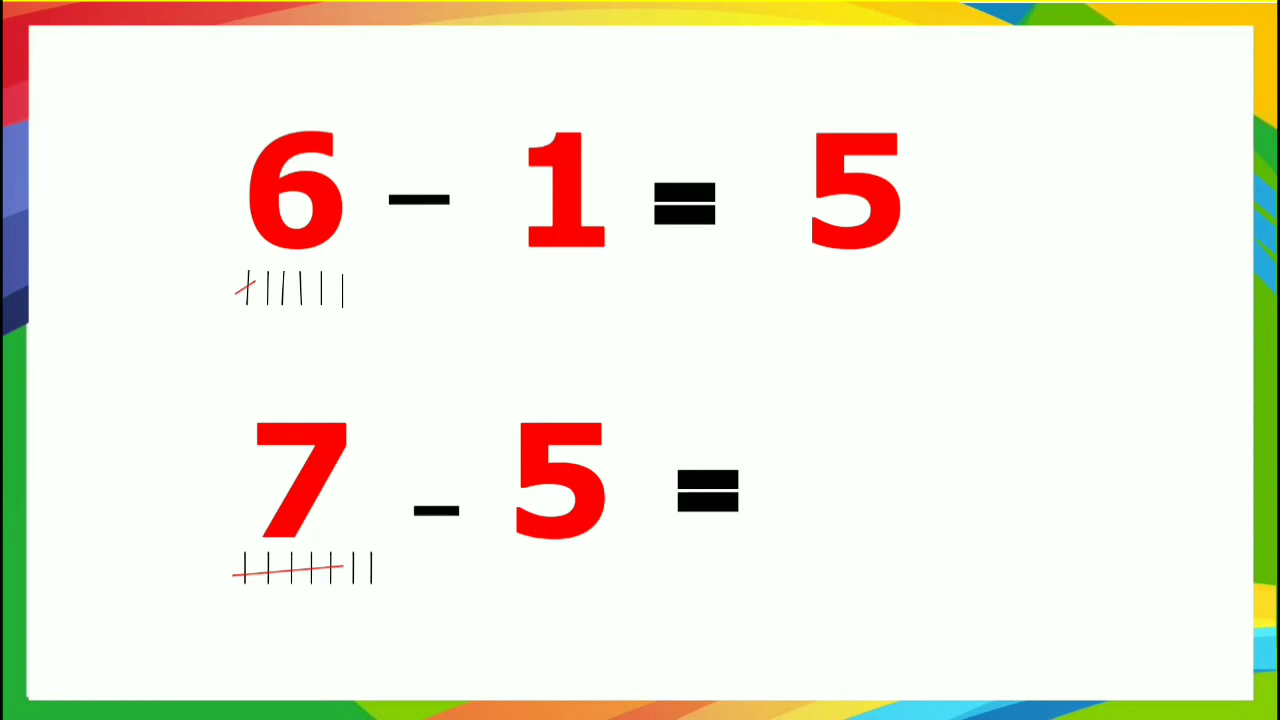 6 – 1 = 5
7 – 5 =